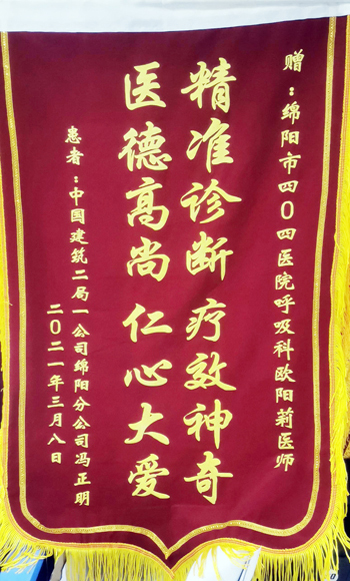 赠：绵阳市四0四医院呼吸科欧阳莉医师
精准诊断 疗效神奇
医德高尚 仁心大爱
患者：中国建筑二局一公司绵阳分公司冯正明
二0二一年三月八日